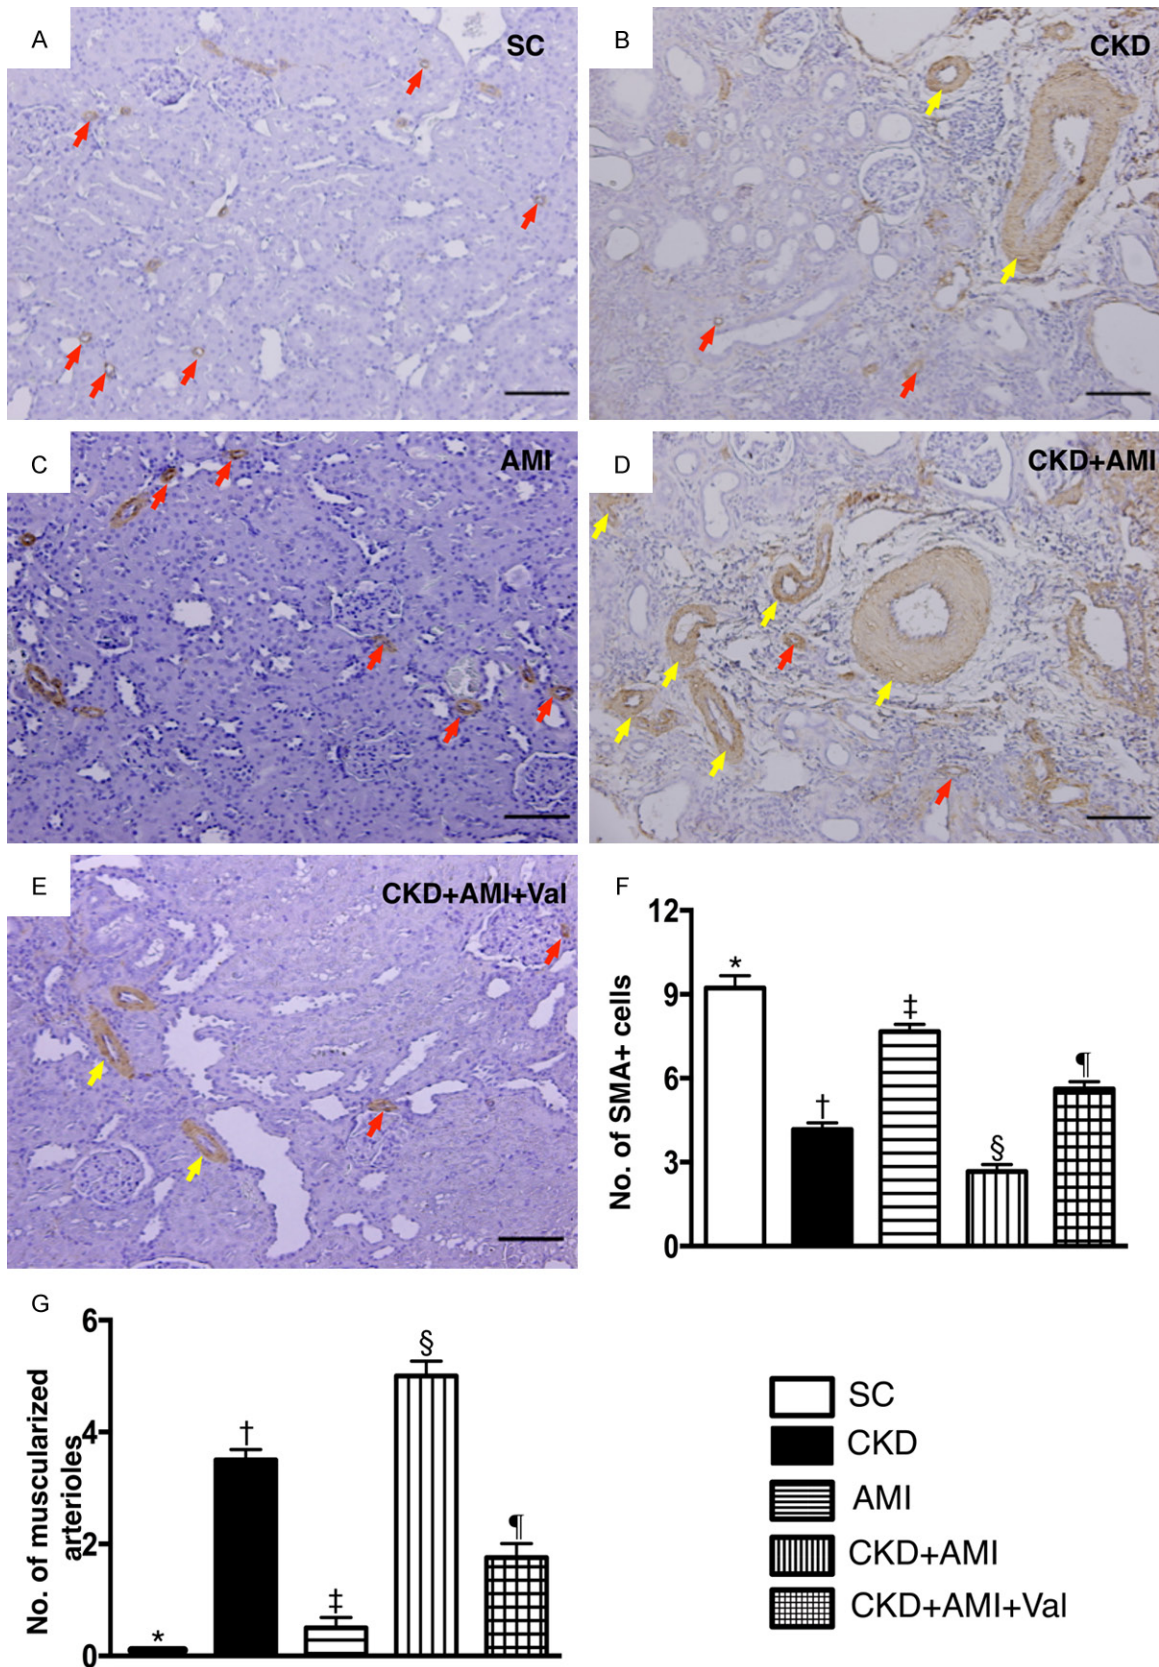 A
SC
B
CKD
C
AMI
D
CKD+AMI
E
CKD+AMI+Val
F
12
9
6
3
0
No. of SMA+ cells
*
†
‡
§
¶
G
6
4
2
0
No. of muscularized
arterioles
*
†
‡
§
¶
SC
CKD
AMI
CKD+AMI
CKD+AMI+Val